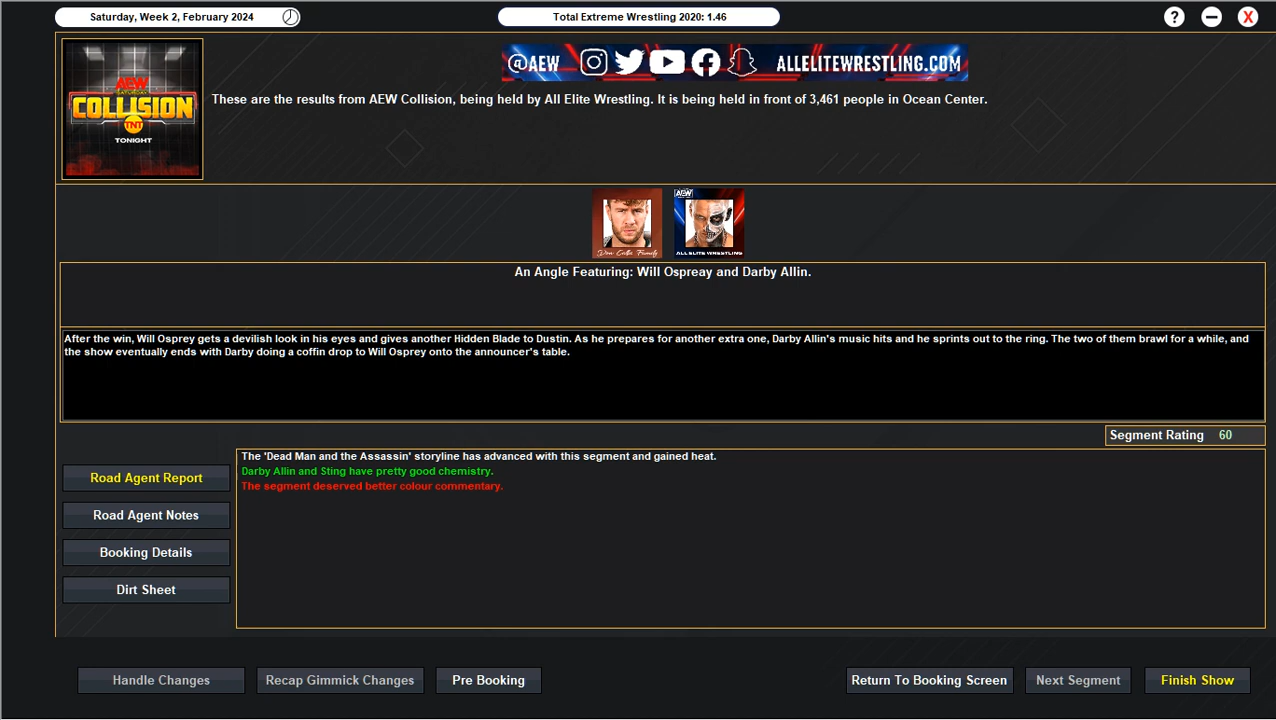 Saturday, Week 2, February 2024
Total Extreme Wrestling 2020: 1.46
?
X
AEW
COLLISION
TNT
TONIGHT
@AEW
ALLELITEWRESTLING.COM
These are the results from AEW Collision, being held by All Elite Wrestling. It is being held in front of 3,461 people in Ocean Center.
Don Callis Family
AEW
ALL ELITE WRESTLING
An Angle Featuring: Will Ospreay and Darby Allin.
After the win, Will Osprey gets a devilish look in his eyes and gives another Hidden Blade to Dustin. As he prepares for another extra one, Darby Allin's music hits and he sprints out to the ring. The two of them brawl for a while, and
the show eventually ends with Darby doing a coffin drop to Will Osprey onto the announcer's table.
Segment Rating 60
The 'Dead Man and the Assassin' storyline has advanced with this segment and gained heat.
Darby Allin and Sting have pretty good chemistry.
The segment deserved better colour commentary.
Road Agent Report
Road Agent Notes
Booking Details
Dirt Sheet
Handle Changes
Recap Gimmick Changes
Pre Booking
Return To Booking Screen
Next Segment
Finish Show